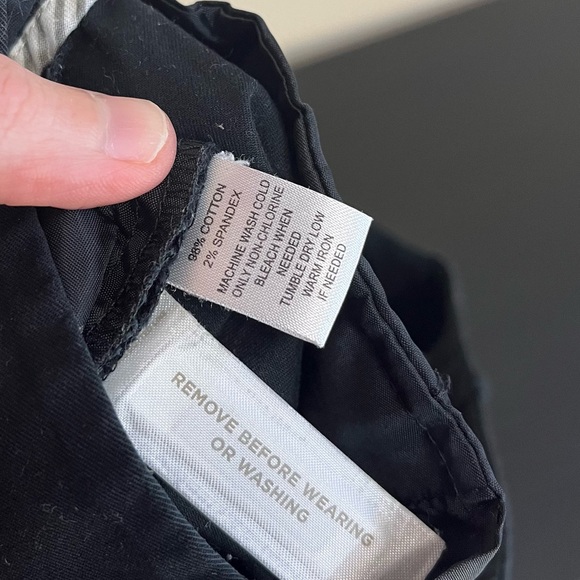 98% COTTON
2% SPANDEX
MACHINE WASH COLD
ONLY NON-CHLORINE
BLEACH WHEN
NEEDED
TUMBLE DRY LOW
WARM IRON
IF NEEDED
REMOVE BEFORE WEARING
OR WASHING